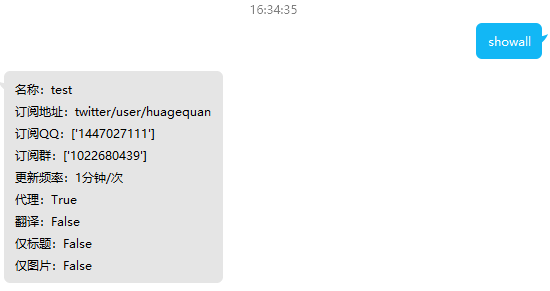 16:34:35
showall
名称：test
订阅地址：twitter/user/huagequan
订阅QQ：['1447027111']
订阅群：['1022680439']
更新频率：1分钟/次
代理：True
翻译：False
仅标题：False
仅图片：False